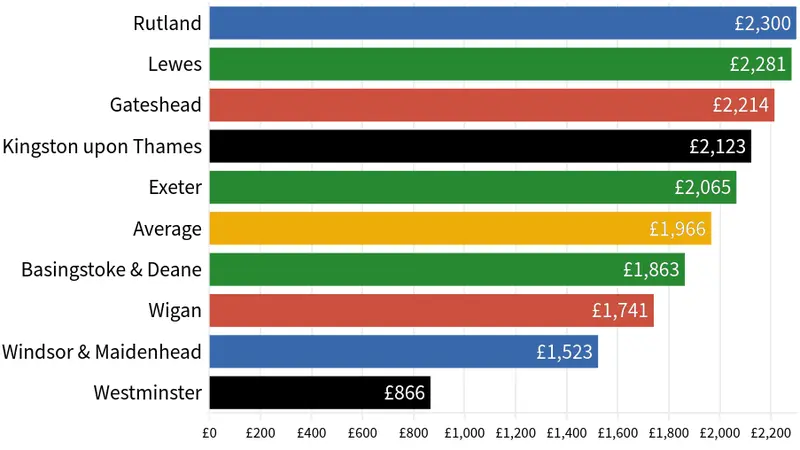 Rutland £2,300
Lewes £2,281
Gateshead £2,214
Kingston upon Thames £2,123
Exeter £2,065
Average £1,966
Basingstoke & Deane £1,863
Wigan £1,741
Windsor & Maidenhead £1,523
Westminster £866
£0 £200 £400 £600 £800 £1,000 £1,200 £1,400 £1,600 £1,800 £2,000 £2,200